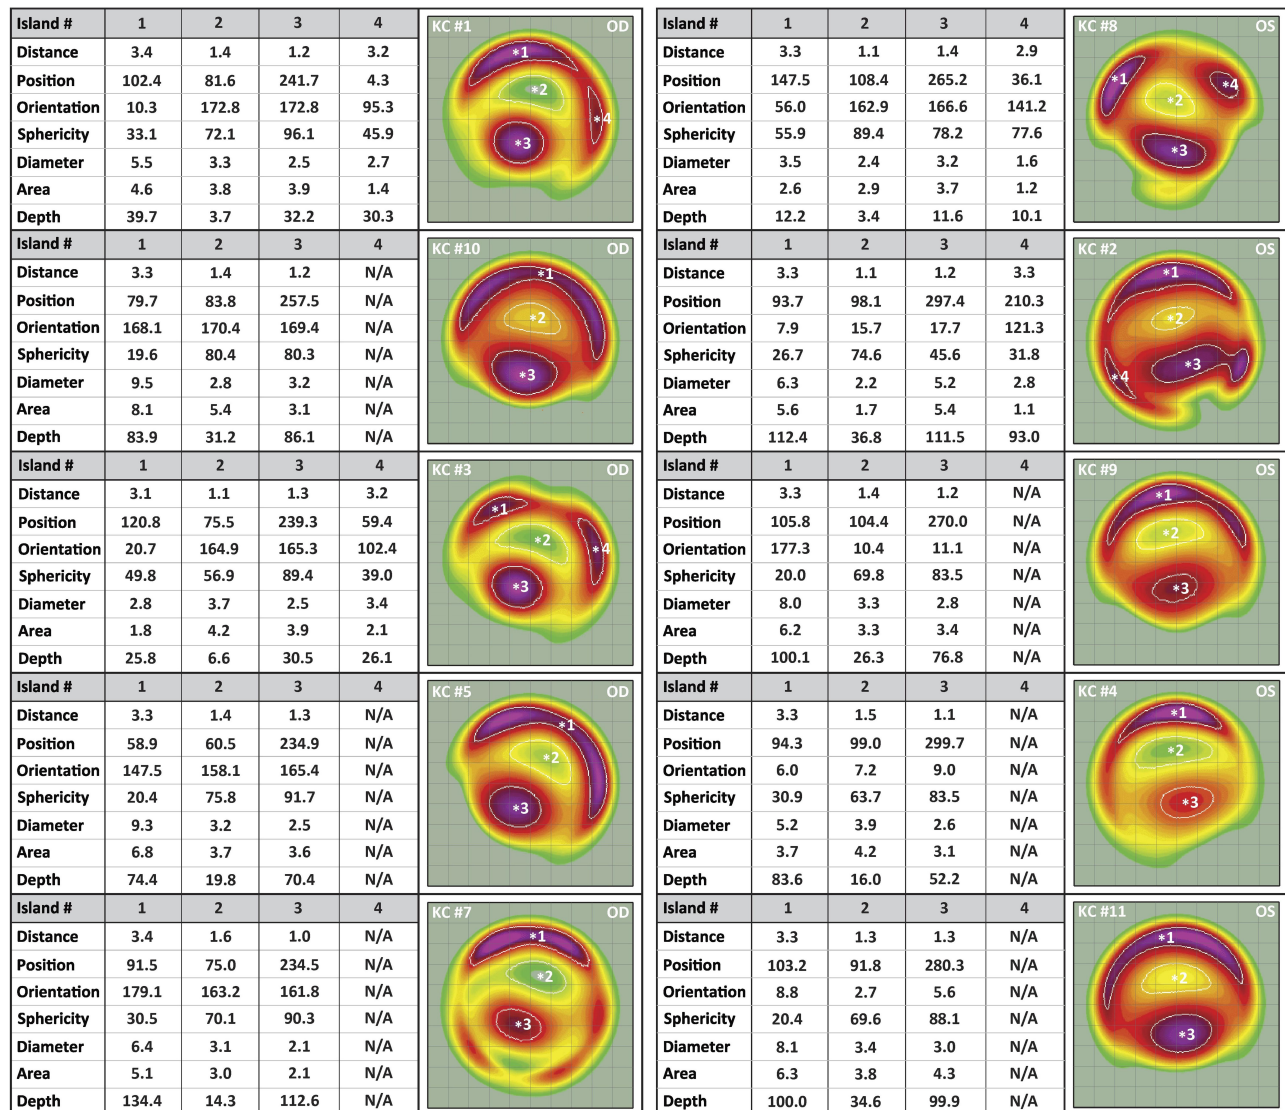 Island # 1 2 3 4
Distance 3.4 1.4 1.2 3.2
Position 102.4 81.6 241.7 4.3
Orientation 10.3 172.8 172.8 95.3
Sphericity 33.1 72.1 96.1 45.9
Diameter 5.5 3.3 2.5 2.7
Area 4.6 3.8 3.9 1.4
Depth 39.7 3.7 32.2 30.3
KC #1 OD
*1
*2
*4
*3
Island # 1 2 3 4
Distance 3.3 1.1 1.4 2.9
Position 147.5 108.4 265.2 36.1
Orientation 56.0 162.9 166.6 141.2
Sphericity 55.9 89.4 78.2 77.6
Diameter 3.5 2.4 3.2 1.6
Area 2.6 2.9 3.7 1.2
Depth 12.2 3.4 11.6 10.1
KC #8 OS
*1
*4
*2
*3
Island # 1 2 3 4
Distance 3.3 1.4 1.2 N/A
Position 79.7 83.8 257.5 N/A
Orientation 168.1 170.4 169.4 N/A
Sphericity 19.6 80.4 80.3 N/A
Diameter 9.5 2.8 3.2 N/A
Area 8.1 5.4 3.1 N/A
Depth 83.9 31.2 86.1 N/A
KC #10 OD
*1
*2
*3
Island # 1 2 3 4
Distance 3.3 1.1 1.2 3.3
Position 93.7 98.1 297.4 210.3
Orientation 7.9 15.7 17.7 121.3
Sphericity 26.7 74.6 45.6 31.8
Diameter 6.3 2.2 5.2 2.8
Area 5.6 1.7 5.4 1.1
Depth 112.4 36.8 111.5 93.0
KC #2 OS
*1
*2
*3
*4
Island # 1 2 3 4
Distance 3.1 1.1 1.3 3.2
Position 120.8 75.5 239.3 59.4
Orientation 20.7 164.9 165.3 102.4
Sphericity 49.8 56.9 89.4 39.0
Diameter 2.8 3.7 2.5 3.4
Area 1.8 4.2 3.9 2.1
Depth 25.8 6.6 30.5 26.1
KC #3 OD
*1
*2
*4
*3
Island # 1 2 3 4
Distance 3.3 1.4 1.2 N/A
Position 105.8 104.4 270.0 N/A
Orientation 177.3 10.4 11.1 N/A
Sphericity 20.0 69.8 83.5 N/A
Diameter 8.0 3.3 2.8 N/A
Area 6.2 3.3 3.4 N/A
Depth 100.1 26.3 76.8 N/A
KC #9 OS
*1
*2
*3
Island # 1 2 3 4
Distance 3.3 1.4 1.3 N/A
Position 58.9 60.5 234.9 N/A
Orientation 147.5 158.1 165.4 N/A
Sphericity 20.4 75.8 91.7 N/A
Diameter 9.3 3.2 2.5 N/A
Area 6.8 3.7 3.6 N/A
Depth 74.4 19.8 70.4 N/A
KC #5 OD
*1
*2
*3
Island # 1 2 3 4
Distance 3.3 1.5 1.1 N/A
Position 94.3 99.0 299.7 N/A
Orientation 6.0 7.2 9.0 N/A
Sphericity 30.9 63.7 83.5 N/A
Diameter 5.2 3.9 2.6 N/A
Area 3.7 4.2 3.1 N/A
Depth 83.6 16.0 52.2 N/A
KC #4 OS
*1
*2
*3
Island # 1 2 3 4
Distance 3.4 1.6 1.0 N/A
Position 91.5 75.0 234.5 N/A
Orientation 179.1 163.2 161.8 N/A
Sphericity 30.5 70.1 90.3 N/A
Diameter 6.4 3.1 2.1 N/A
Area 5.1 3.0 2.1 N/A
Depth 134.4 14.3 112.6 N/A
KC #7 OD
*1
*2
*3
Island # 1 2 3 4
Distance 3.3 1.3 1.3 N/A
Position 103.2 91.8 280.3 N/A
Orientation 8.8 2.7 5.6 N/A
Sphericity 20.4 69.6 88.1 N/A
Diameter 8.1 3.4 3.0 N/A
Area 6.3 3.8 4.3 N/A
Depth 100.0 34.6 99.9 N/A
KC #11 OS
*1
*2
*3